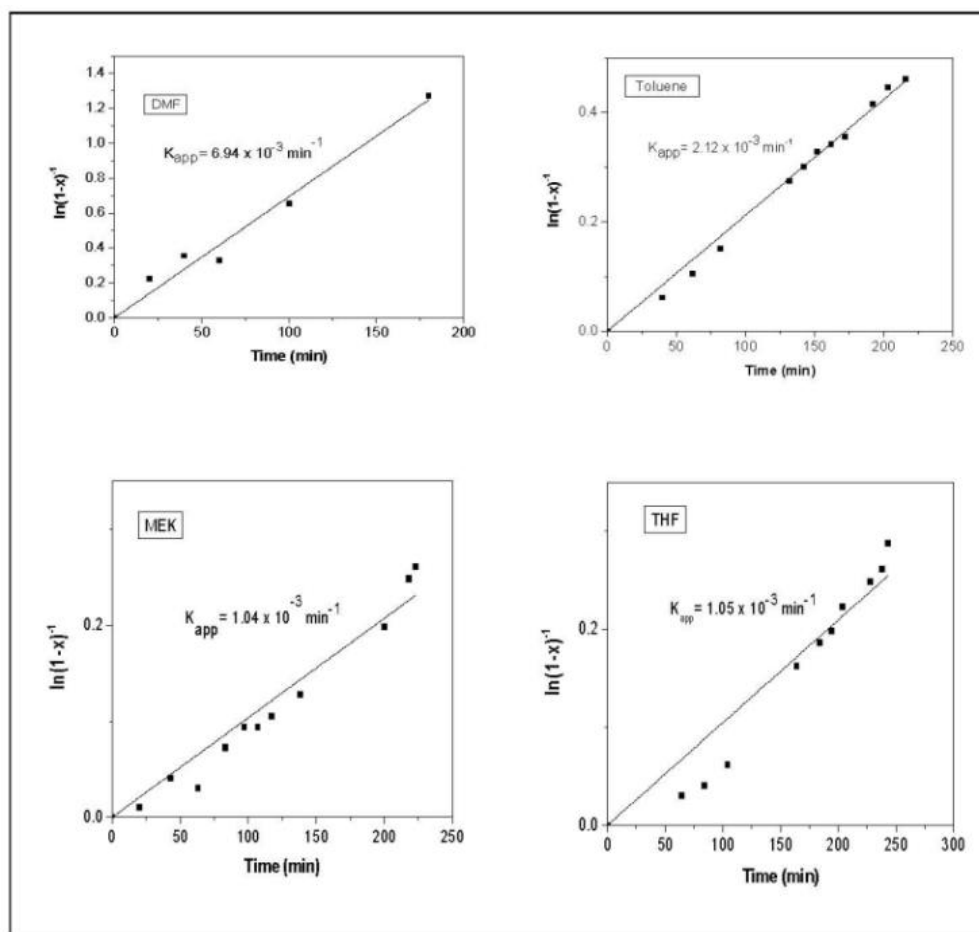 1.4
1.2
1.0
0.8
0.6
0.4
0.2
0.0
ln(1-x)⁻¹
DMF
K_app = 6.94 x 10⁻³ min⁻¹
0 50 100 150 200
Time (min)
0.4
0.2
0.0
ln(1-x)⁻¹
Toluene
K_app = 2.12 x 10⁻³ min⁻¹
0 50 100 150 200 250
Time (min)
0.2
0.0
ln(1-x)⁻¹
MEK
K_app = 1.04 x 10⁻³ min⁻¹
0 50 100 150 200 250
Time (min)
0.2
0.0
ln(1-x)⁻¹
THF
K_app = 1.05 x 10⁻³ min⁻¹
0 50 100 150 200 250 300
Time (min)